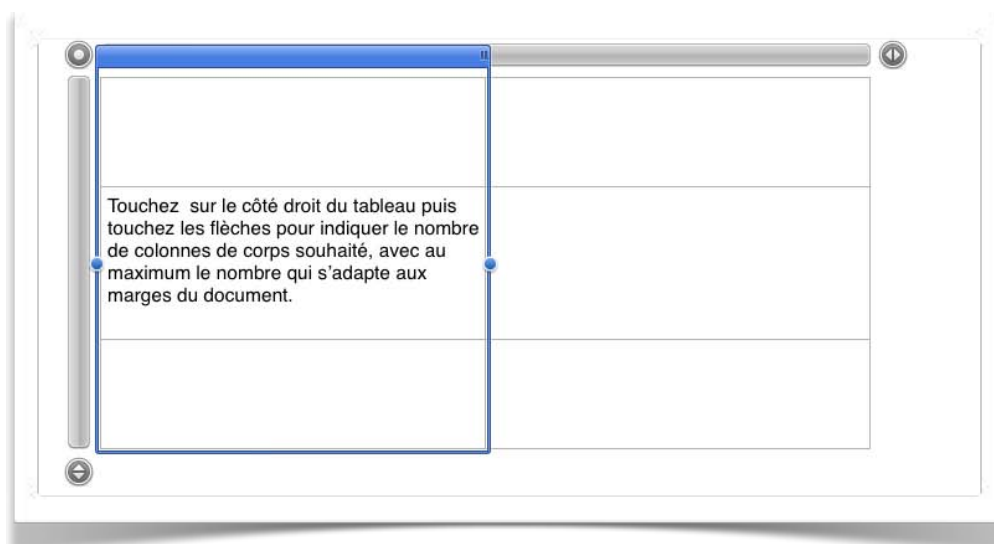 Touchez  sur le côté droit du tableau puis
touchez les flèches pour indiquer le nombre
de colonnes de corps souhaité, avec au
maximum le nombre qui s’adapte aux
marges du document.